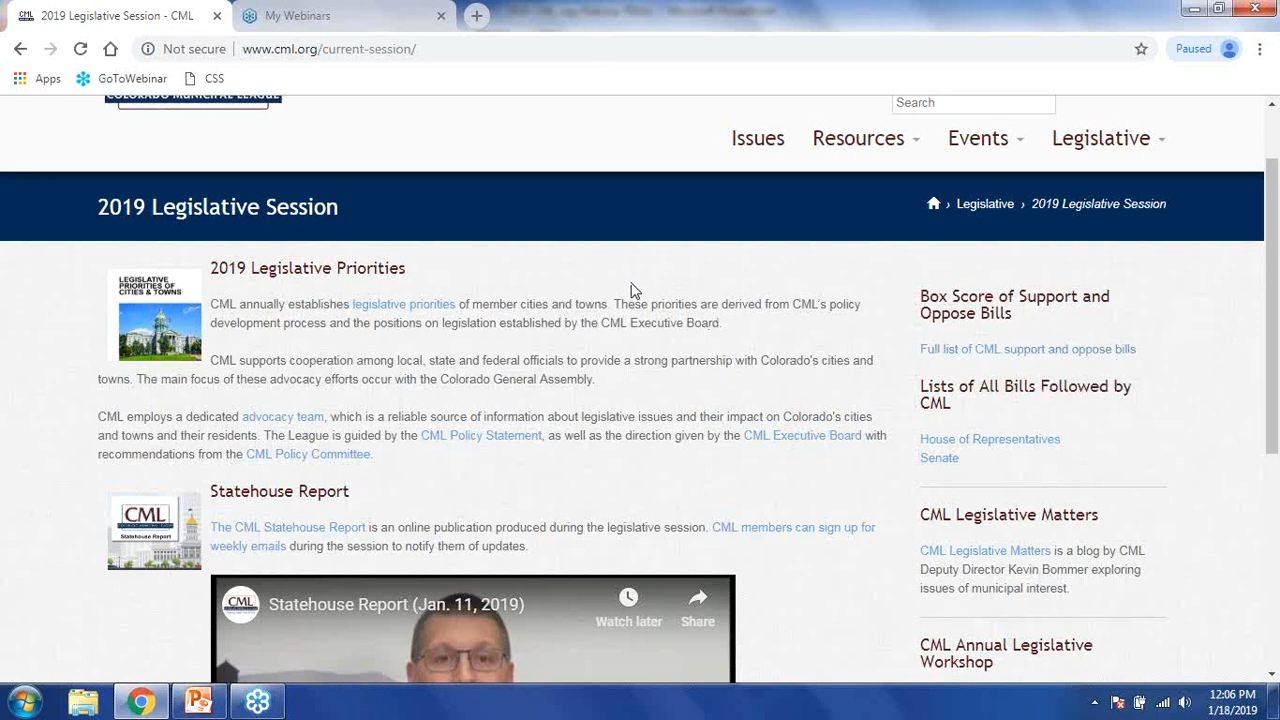 2019 Legislative Session - CML
My Webinars
Not secure www.cml.org/current-session/
Paused
Apps GoToWebinar CSS
COLORADO MUNICIPAL LEAGUE
Search
Issues Resources Events Legislative
2019 Legislative Session
Legislative › 2019 Legislative Session
2019 Legislative Priorities
LEGISLATIVE
PRIORITIES OF
CITIES & TOWNS
CML annually establishes legislative priorities of member cities and towns. These priorities are derived from CML's policy
development process and the positions on legislation established by the CML Executive Board.
CML supports cooperation among local, state and federal officials to provide a strong partnership with Colorado's cities and
towns. The main focus of these advocacy efforts occur with the Colorado General Assembly.
CML employs a dedicated advocacy team, which is a reliable source of information about legislative issues and their impact on Colorado's cities
and towns and their residents. The League is guided by the CML Policy Statement, as well as the direction given by the CML Executive Board with
recommendations from the CML Policy Committee.
Statehouse Report
CML
Statehouse Report
The CML Statehouse Report is an online publication produced during the legislative session. CML members can sign up for
weekly emails during the session to notify them of updates.
CML
Statehouse Report (Jan. 11, 2019)
Watch later Share
Box Score of Support and
Oppose Bills
Full list of CML support and oppose bills
Lists of All Bills Followed by
CML
House of Representatives
Senate
CML Legislative Matters
CML Legislative Matters is a blog by CML
Deputy Director Kevin Bommer exploring
issues of municipal interest.
CML Annual Legislative
Workshop
12:06 PM
1/18/2019